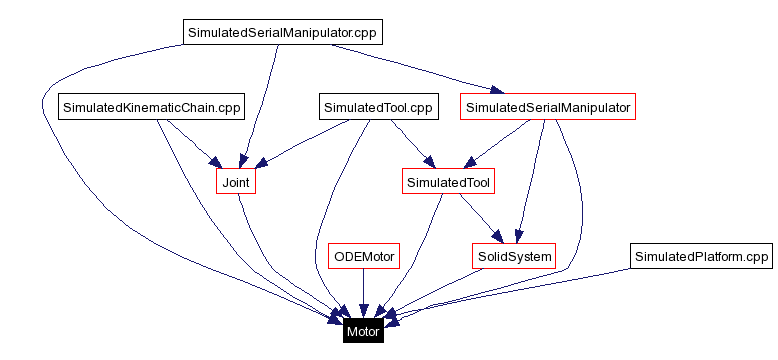 SimulatedSerialManipulator.cpp
SimulatedKinematicChain.cpp
SimulatedTool.cpp
SimulatedSerialManipulator
Joint
SimulatedTool
ODEMotor
SolidSystem
SimulatedPlatform.cpp
Motor